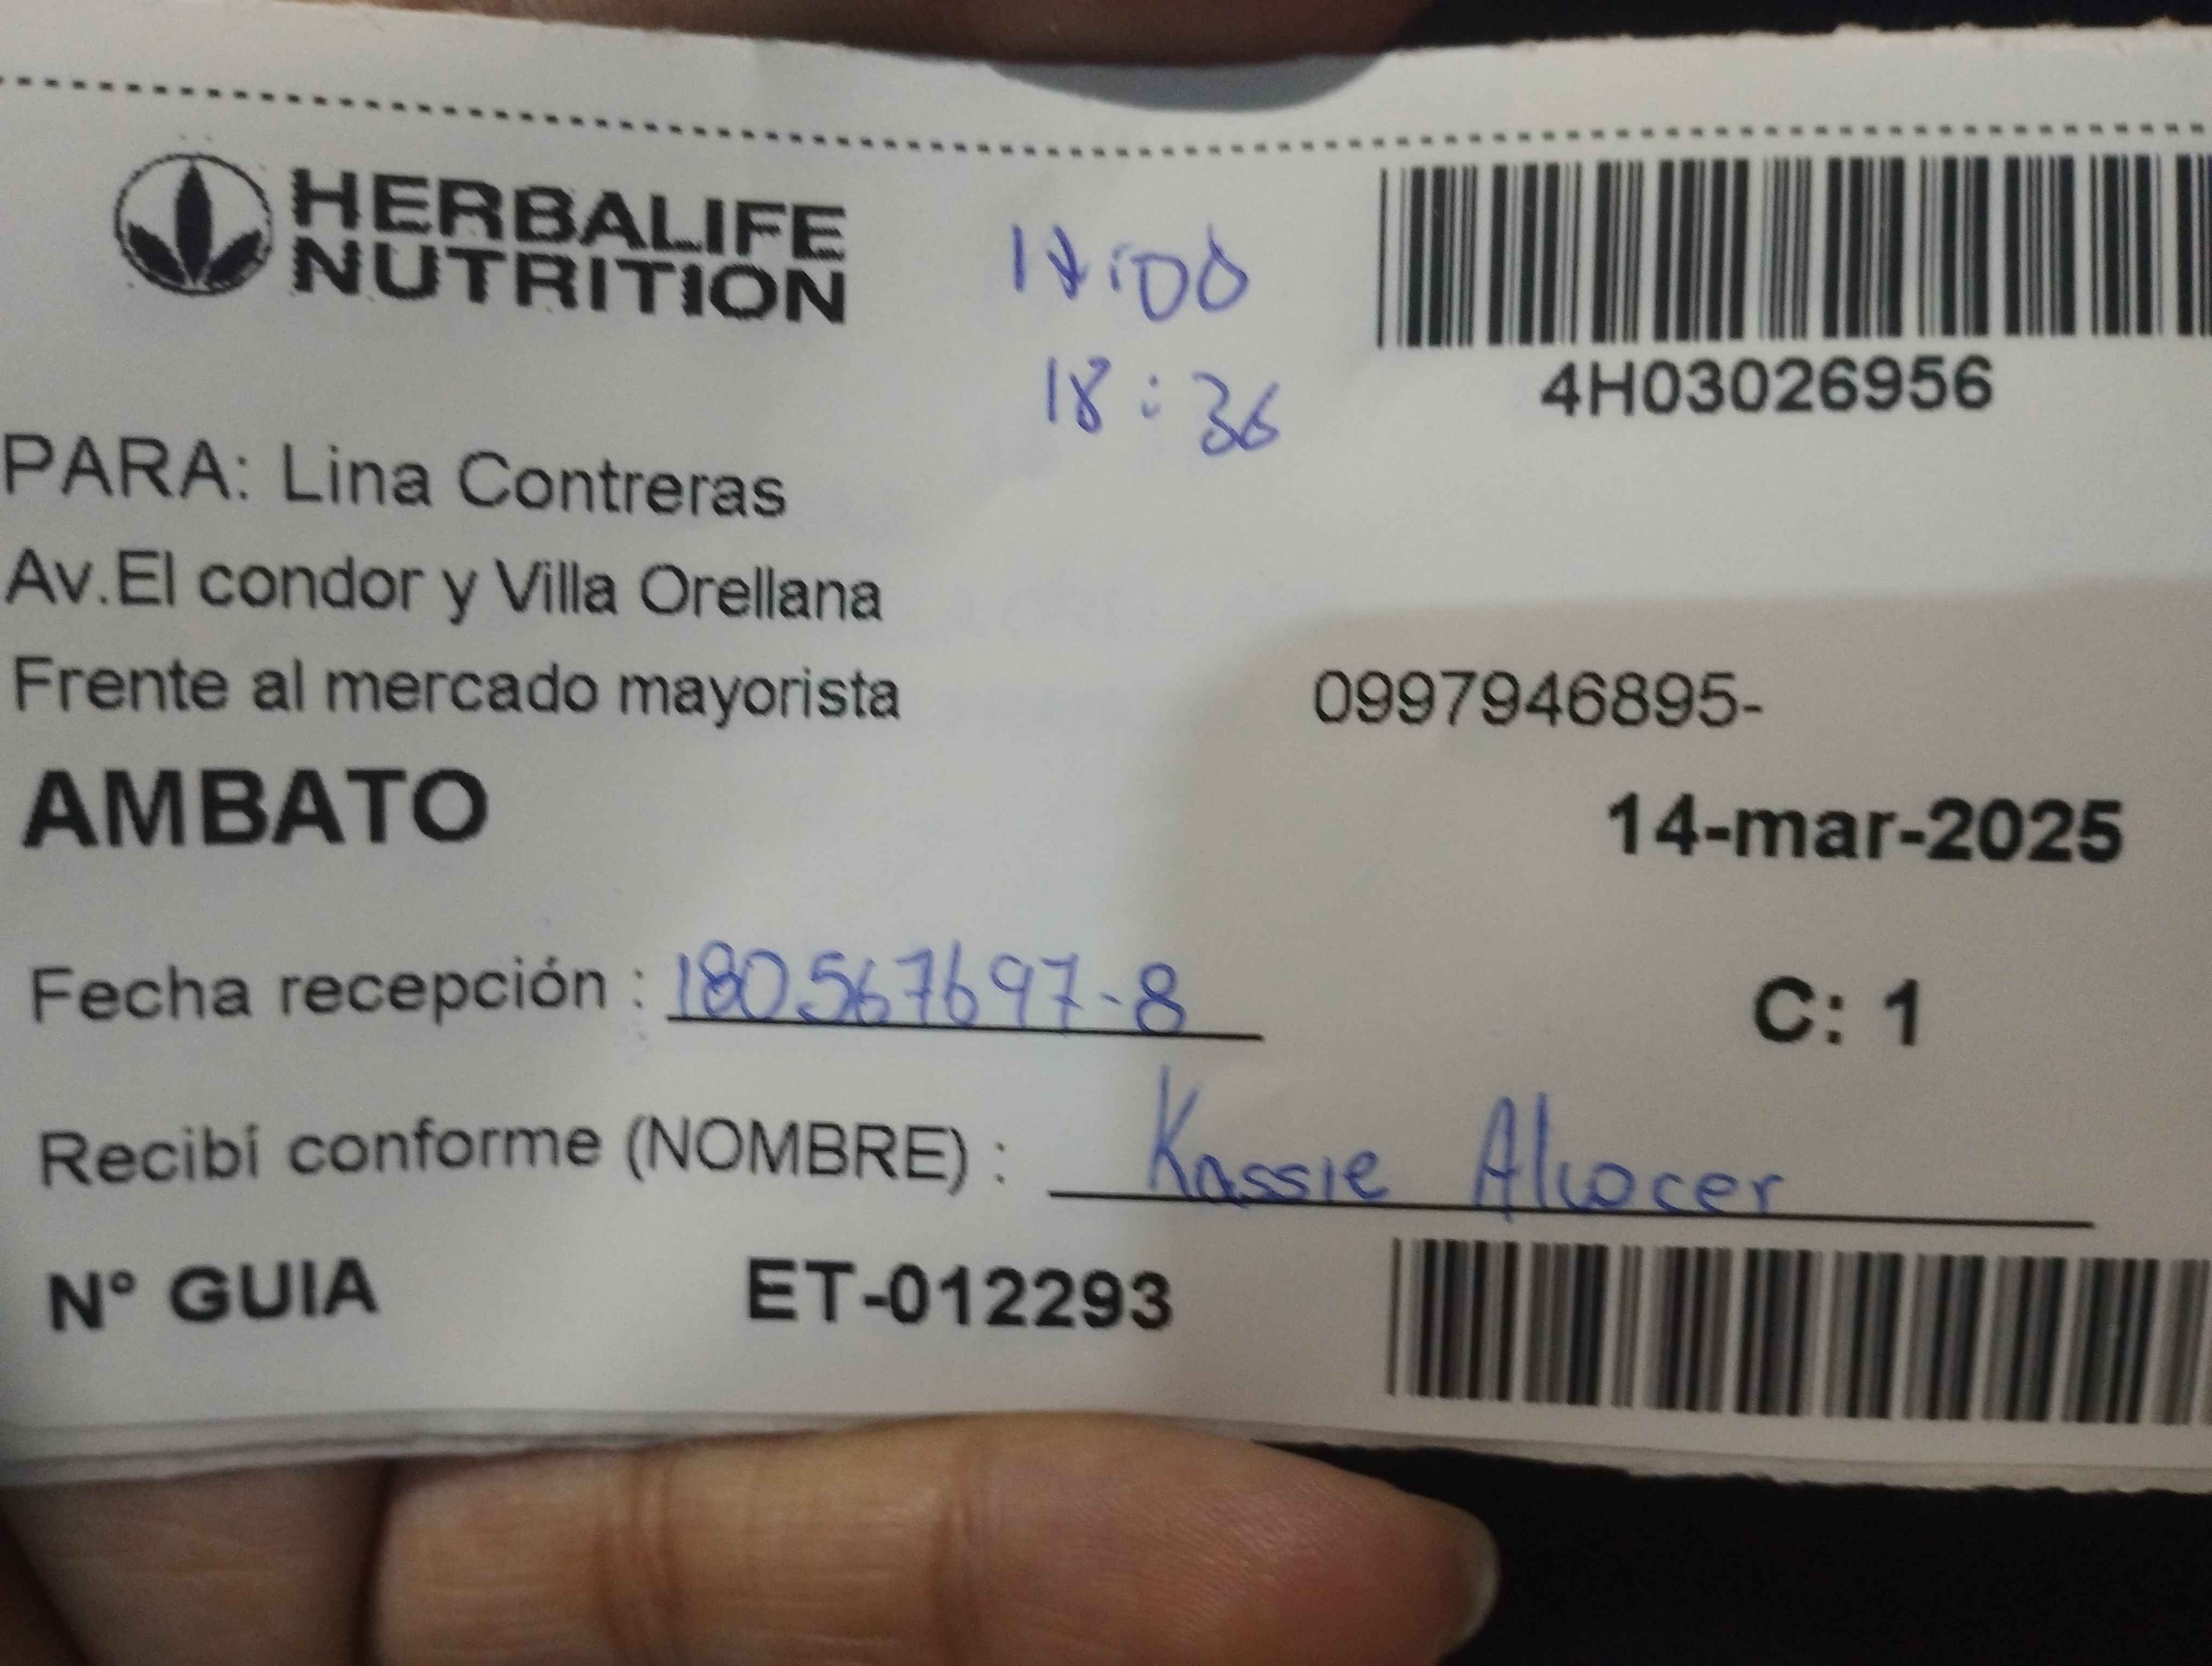 HERBALIFE
NUTRITION
17:00
18:36
4H03026956
PARA: Lina Contreras
Av.El condor y Villa Orellana
Frente al mercado mayorista 0997946895-
AMBATO
14-mar-2025
Fecha recepción : 180567697-8 C: 1
Recibí conforme (NOMBRE) : Kassie Alvocer
N° GUIA ET-012293